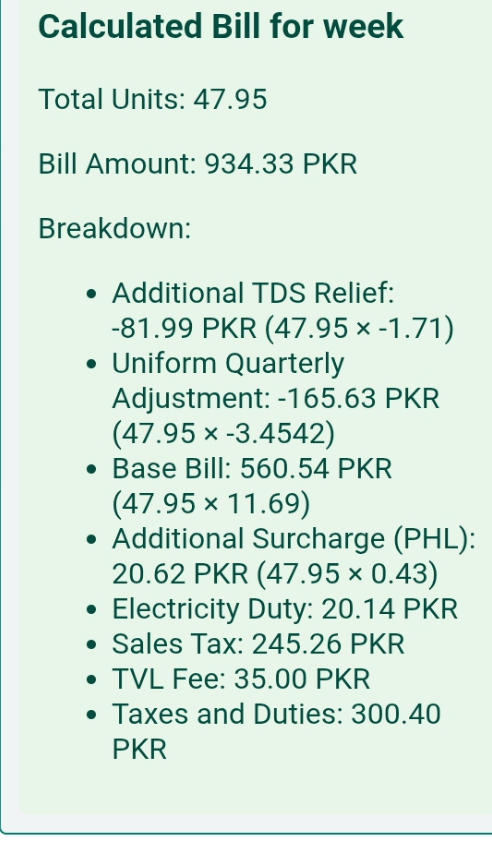 Calculated Bill for week
Total Units: 47.95
Bill Amount: 934.33 PKR
Breakdown:
• Additional TDS Relief:
-81.99 PKR (47.95 × -1.71)
• Uniform Quarterly
Adjustment: -165.63 PKR
(47.95 × -3.4542)
• Base Bill: 560.54 PKR
(47.95 × 11.69)
• Additional Surcharge (PHL):
20.62 PKR (47.95 × 0.43)
• Electricity Duty: 20.14 PKR
• Sales Tax: 245.26 PKR
• TVL Fee: 35.00 PKR
• Taxes and Duties: 300.40
PKR